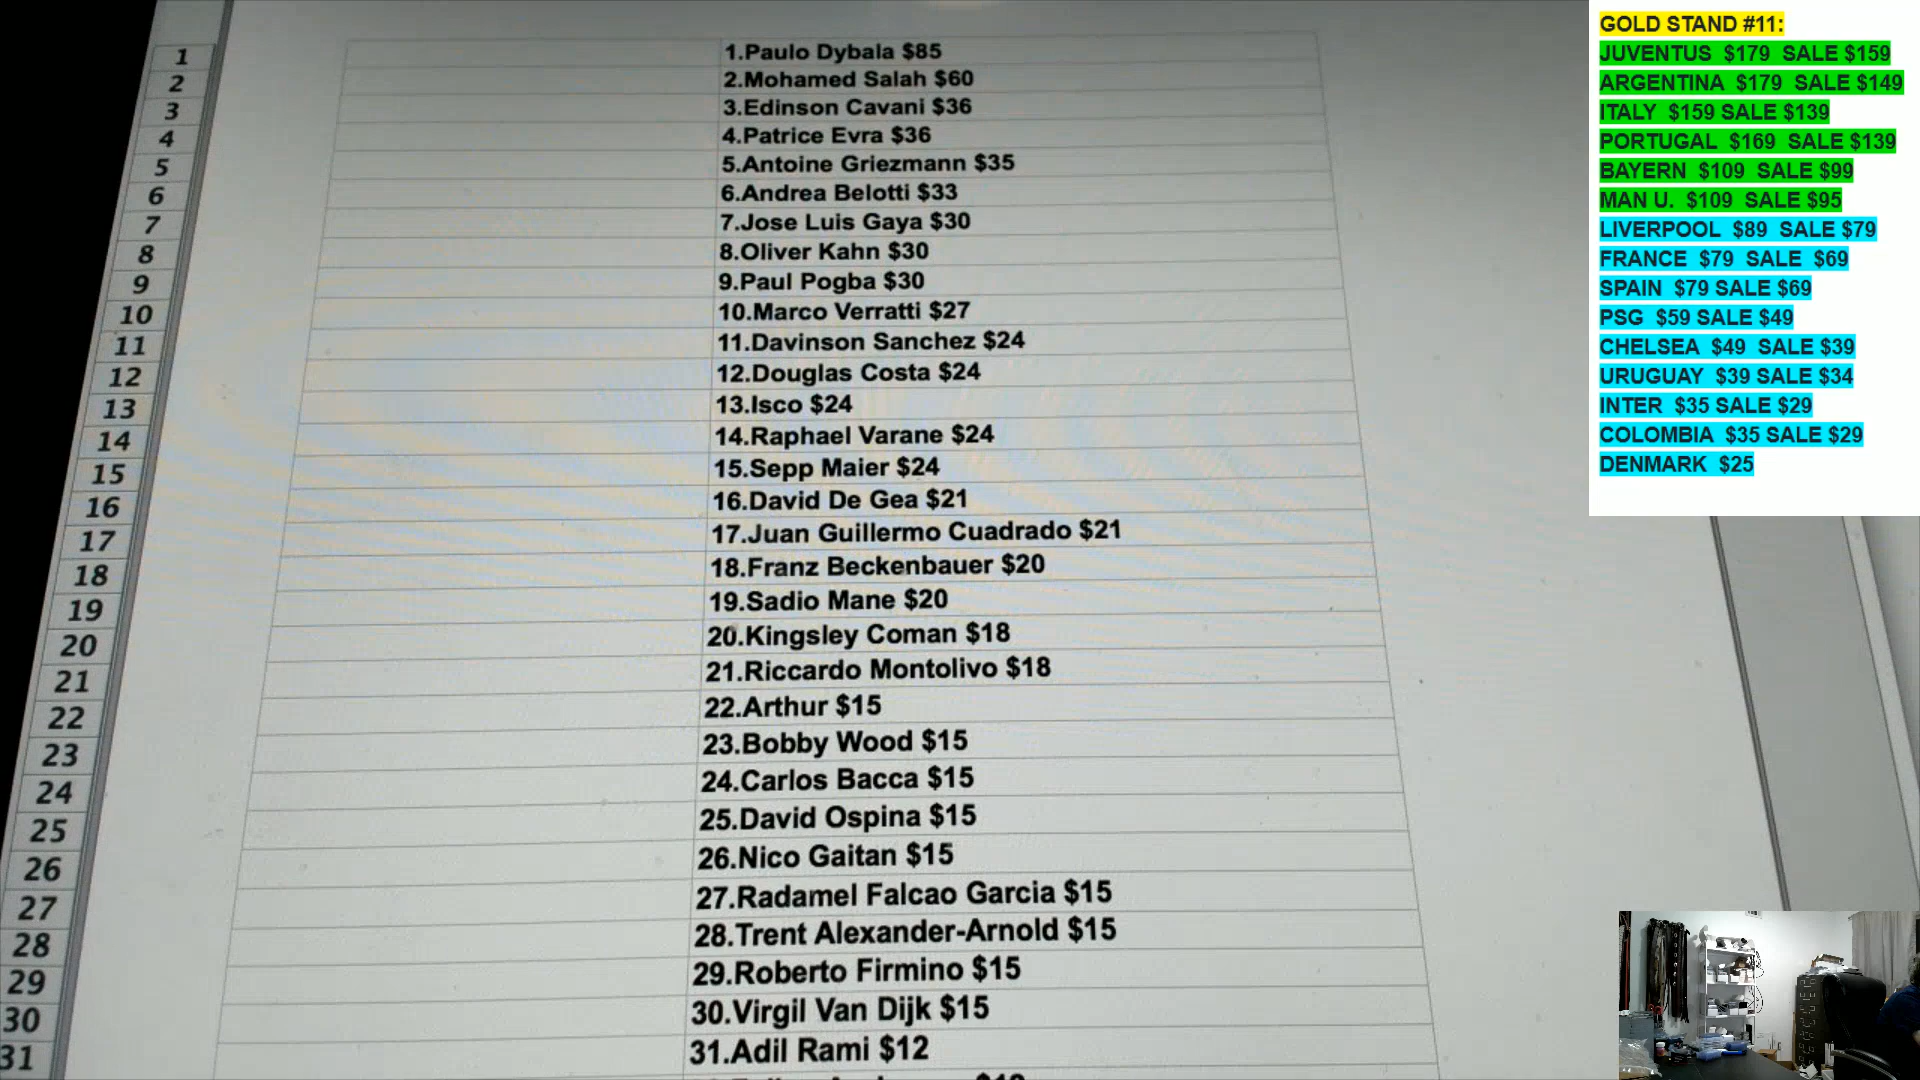 1 1.Paulo Dybala $85
2 2.Mohamed Salah $60
3 3.Edinson Cavani $36
4 4.Patrice Evra $36
5 5.Antoine Griezmann $35
6 6.Andrea Belotti $33
7 7.Jose Luis Gaya $30
8 8.Oliver Kahn $30
9 9.Paul Pogba $30
10 10.Marco Verratti $27
11 11.Davinson Sanchez $24
12 12.Douglas Costa $24
13 13.Isco $24
14 14.Raphael Varane $24
15 15.Sepp Maier $24
16 16.David De Gea $21
17 17.Juan Guillermo Cuadrado $21
18 18.Franz Beckenbauer $20
19 19.Sadio Mane $20
20 20.Kingsley Coman $18
21 21.Riccardo Montolivo $18
22 22.Arthur $15
23 23.Bobby Wood $15
24 24.Carlos Bacca $15
25 25.David Ospina $15
26 26.Nico Gaitan $15
27 27.Radamel Falcao Garcia $15
28 28.Trent Alexander-Arnold $15
29 29.Roberto Firmino $15
30 30.Virgil Van Dijk $15
31 31.Adil Rami $12
GOLD STAND #11:
JUVENTUS $179 SALE $159
ARGENTINA $179 SALE $149
ITALY $159 SALE $139
PORTUGAL $169 SALE $139
BAYERN $109 SALE $99
MAN U. $109 SALE $95
LIVERPOOL $89 SALE $79
FRANCE $79 SALE $69
SPAIN $79 SALE $69
PSG $59 SALE $49
CHELSEA $49 SALE $39
URUGUAY $39 SALE $34
INTER $35 SALE $29
COLOMBIA $35 SALE $29
DENMARK $25